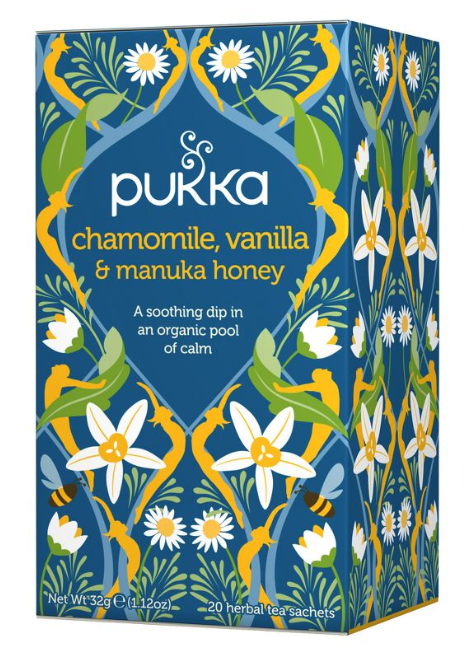 pukka
chamomile, vanilla
& manuka honey
A soothing dip in
an organic pool
of calm
Net Wt 32g ℮ (1.12oz)
20 herbal tea sachets